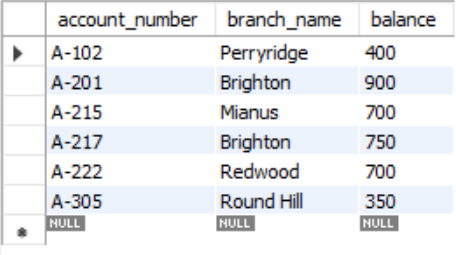 account_number branch_name balance
A-102 Perryridge 400
A-201 Brighton 900
A-215 Mianus 700
A-217 Brighton 750
A-222 Redwood 700
A-305 Round Hill 350
NULL NULL NULL